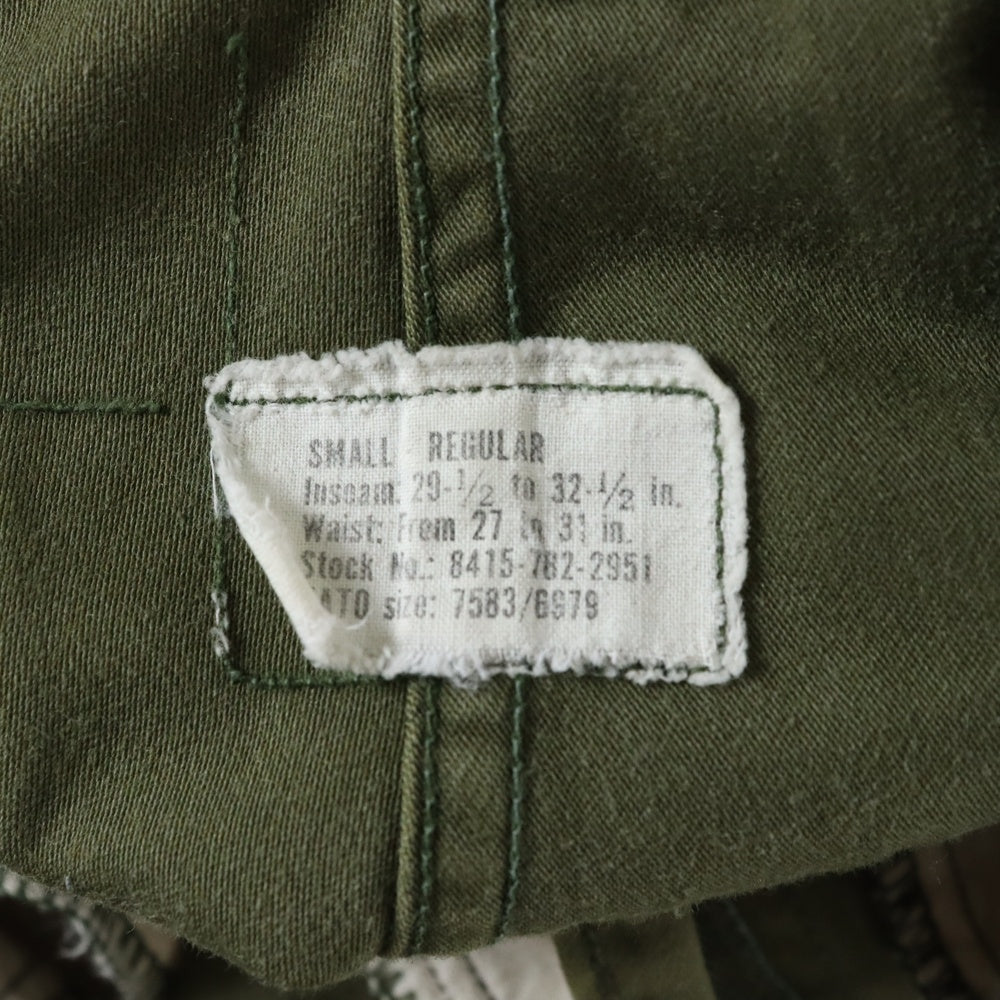 SMALL - REGULAR
Inseam: 29-1/2 to 32-1/2 in.
Waist: From 27 to 31 in.
Stock No.: 8415-782-2951
NATO size: 7583/6979